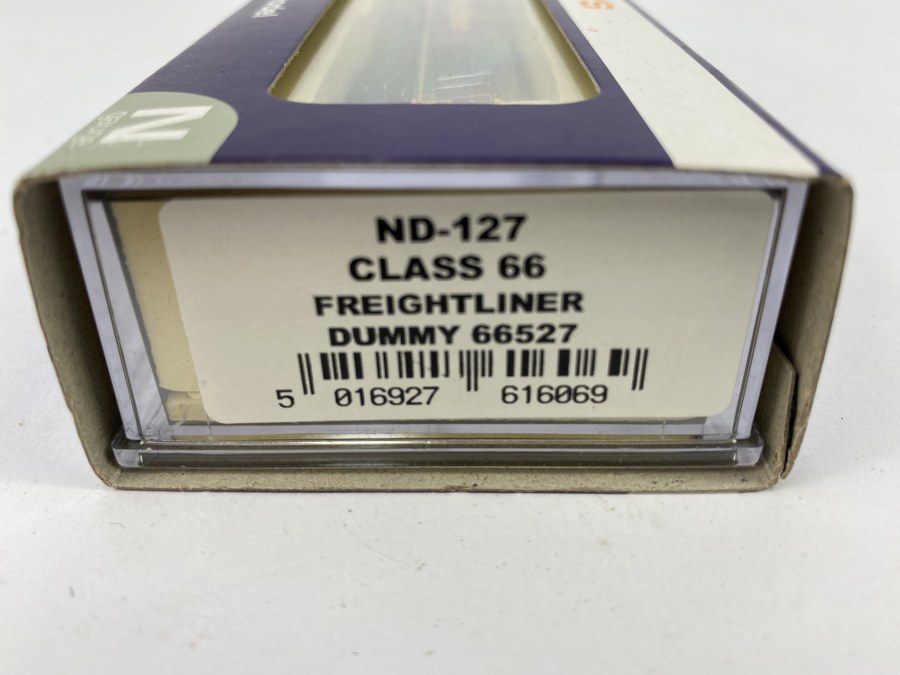 N
ND-127
CLASS 66
FREIGHTLINER
DUMMY 66527
5 016927 616069